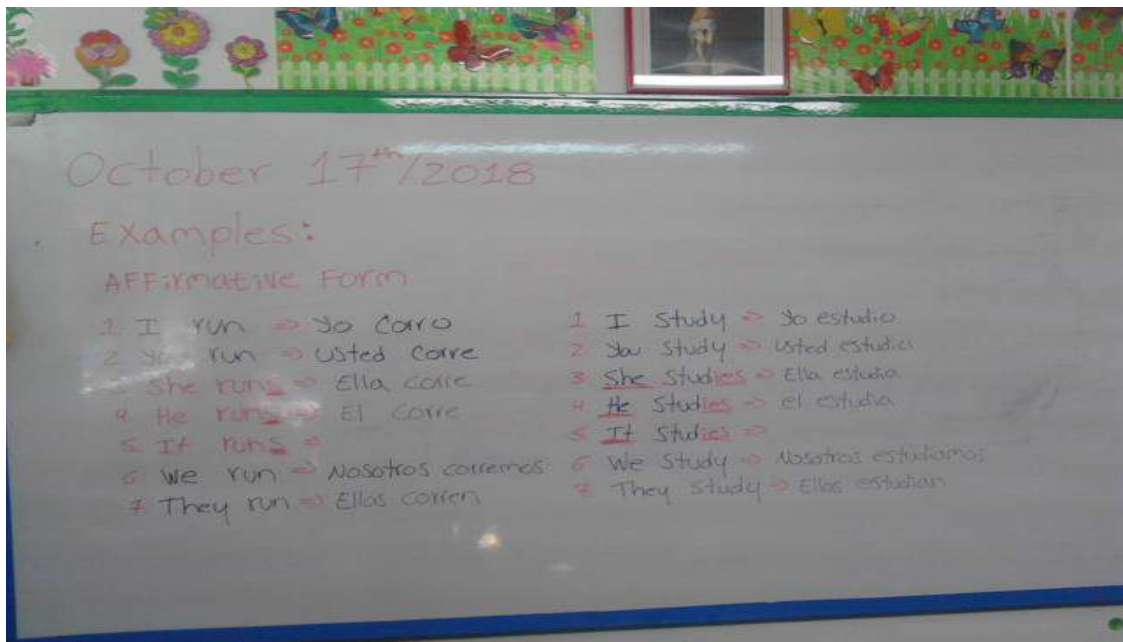 October 17th/2018
Examples:
AFFirmative Form
1 I run => Yo corro
2 You run => Usted corre
3 She runs => Ella corre
4 He runs => El corre
5 It runs =>
6 We run => Nosotros corremos
7 They run => Ellos corren
1 I study => Yo estudio
2 You study => Usted estudia
3 She studies => Ella estudia
4 He studies => el estudia
5 It studies =>
6 We study => Nosotros estudiamos
7 They study => Ellos estudian